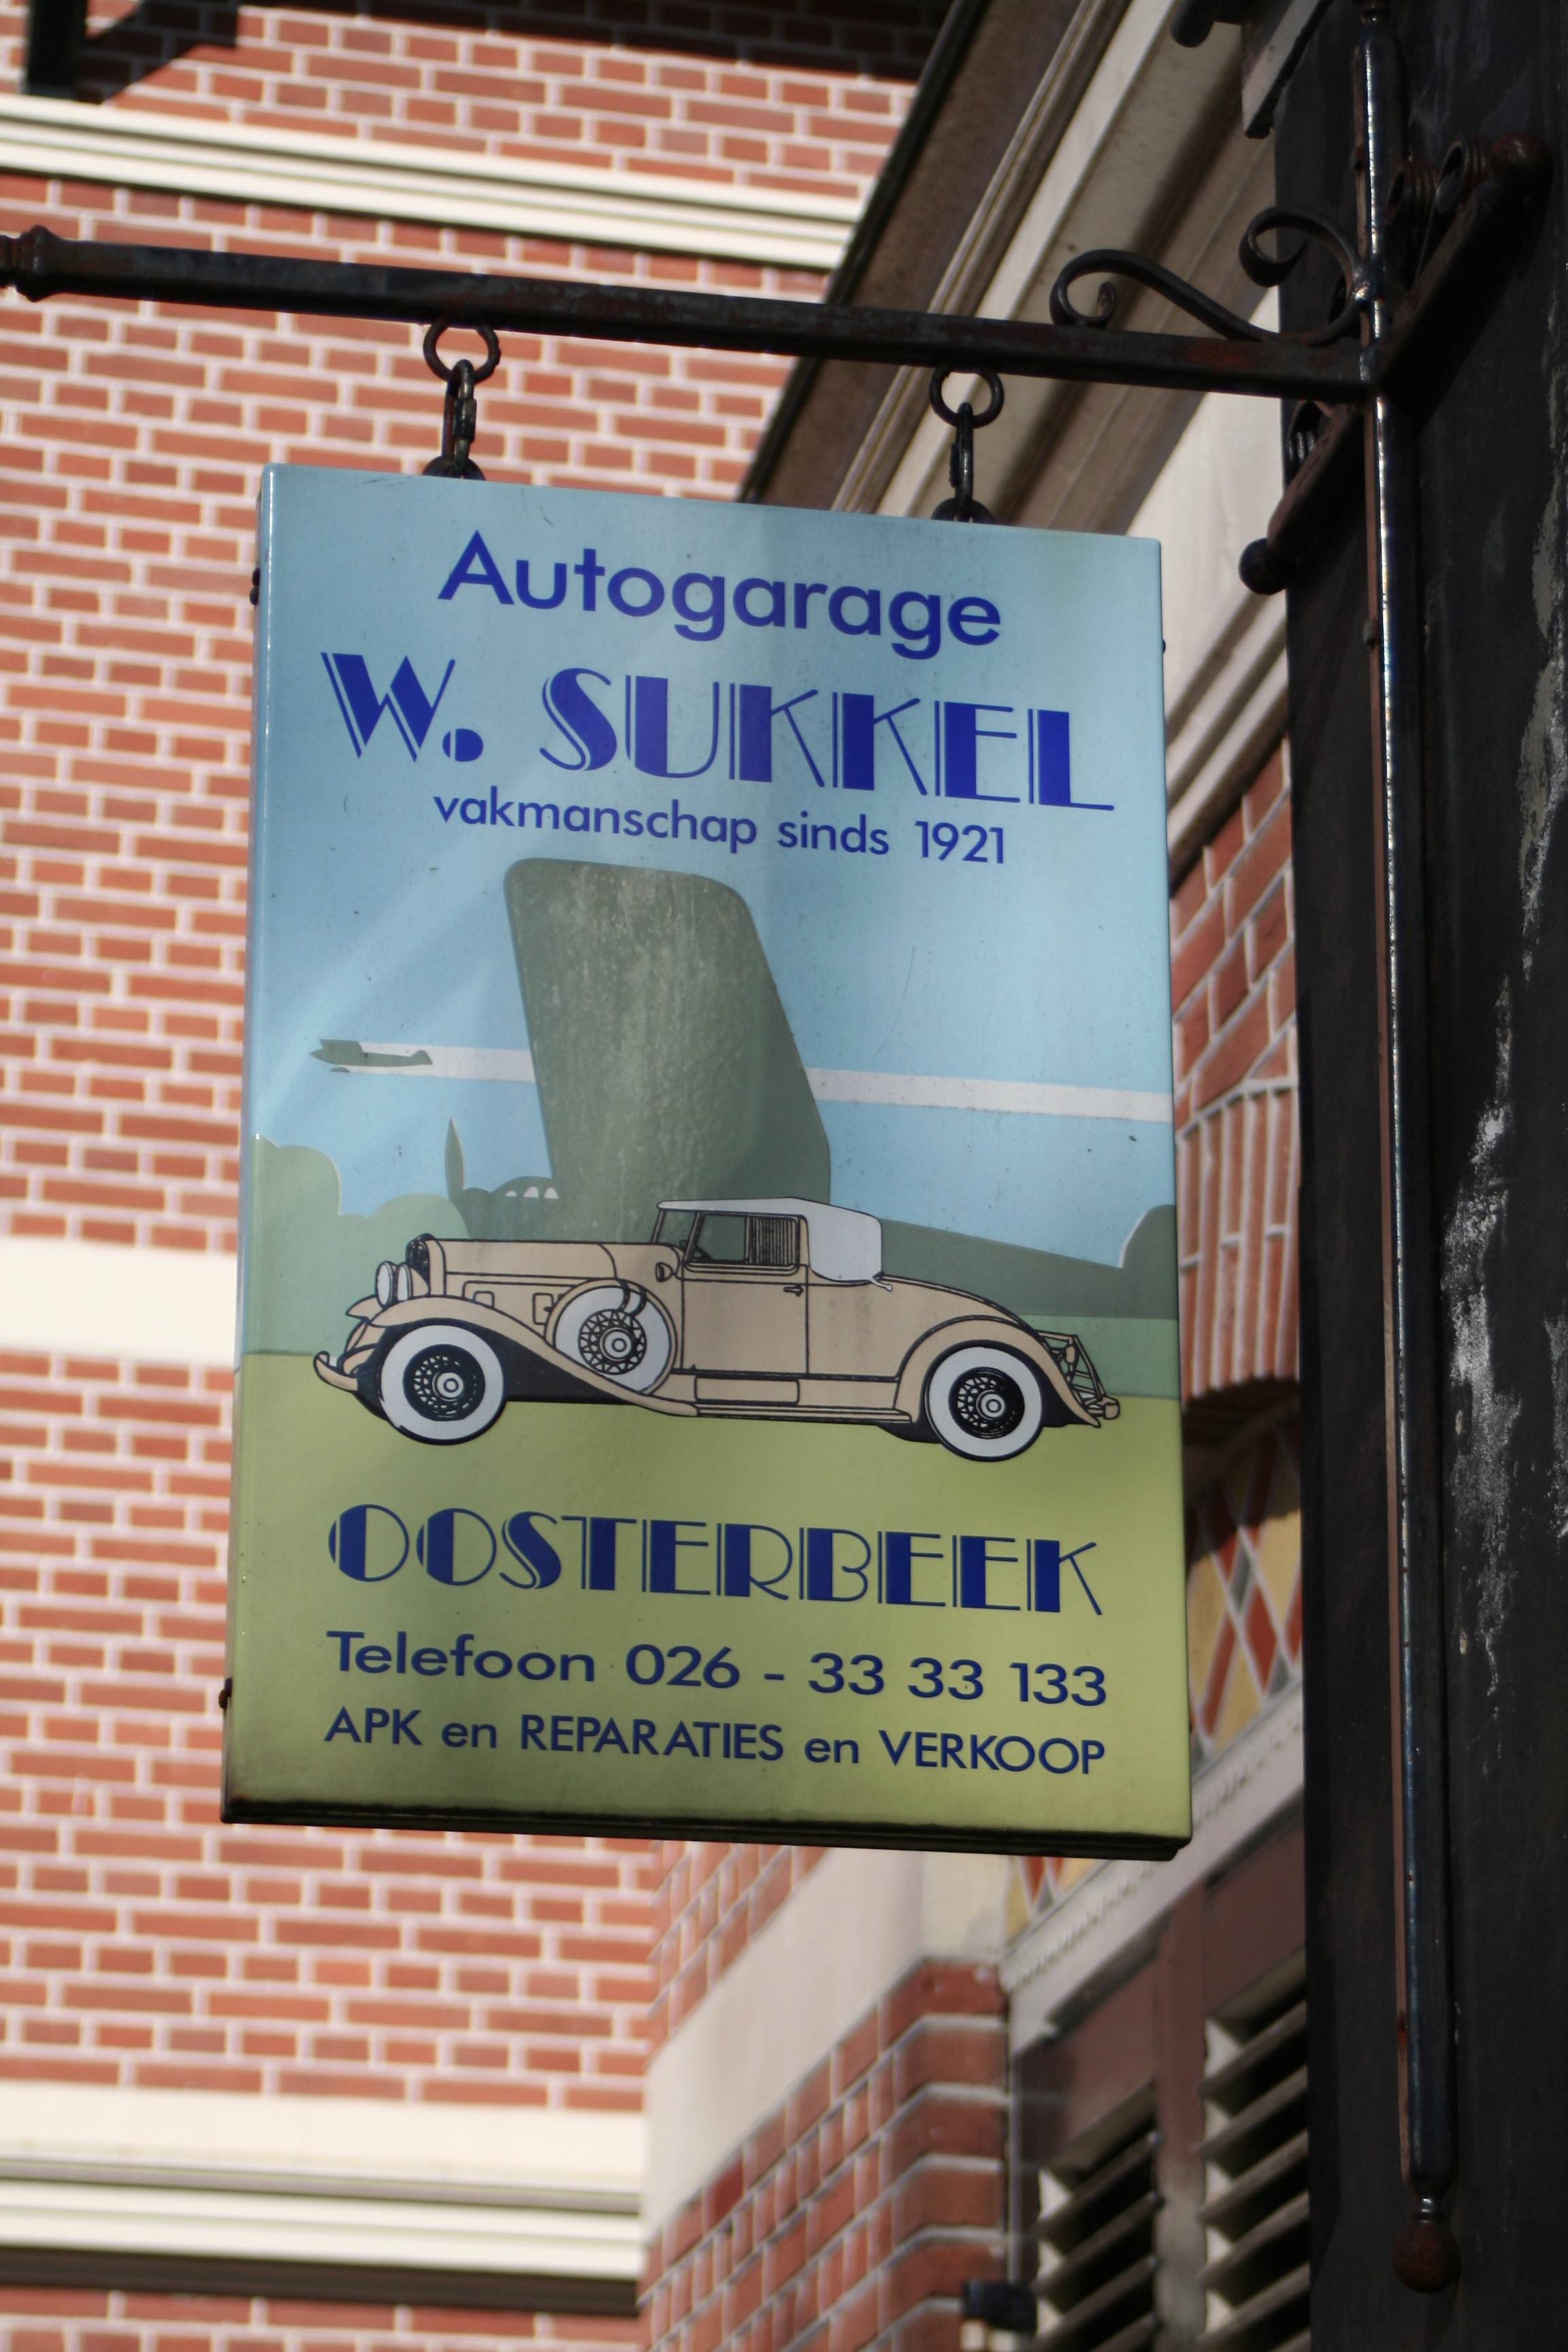 Autogarage
W. SUKKEL
vakmanschap sinds 1921
OOSTERBEEK
Telefoon 026 - 33 33 133
APK en REPARATIES en VERKOOP